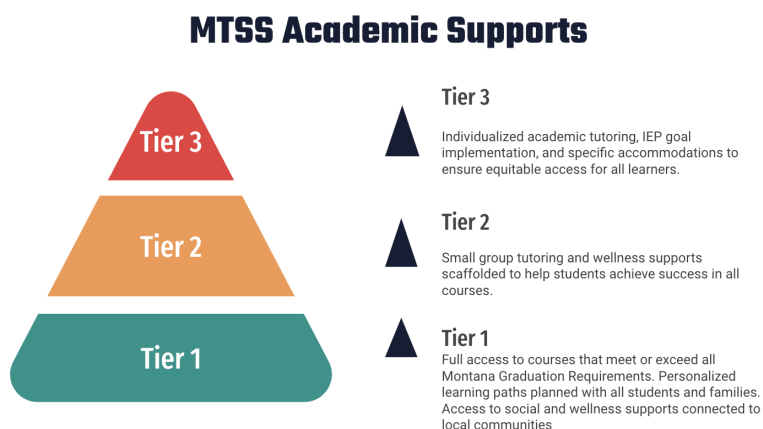 MTSS Academic Supports
Tier 3
Tier 2
Tier 1
Tier 3
Individualized academic tutoring, IEP goal
implementation, and specific accommodations to
ensure equitable access for all learners.
Tier 2
Small group tutoring and wellness supports
scaffolded to help students achieve success in all
courses.
Tier 1
Full access to courses that meet or exceed all
Montana Graduation Requirements. Personalized
learning paths planned with all students and families.
Access to social and wellness supports connected to
local communities